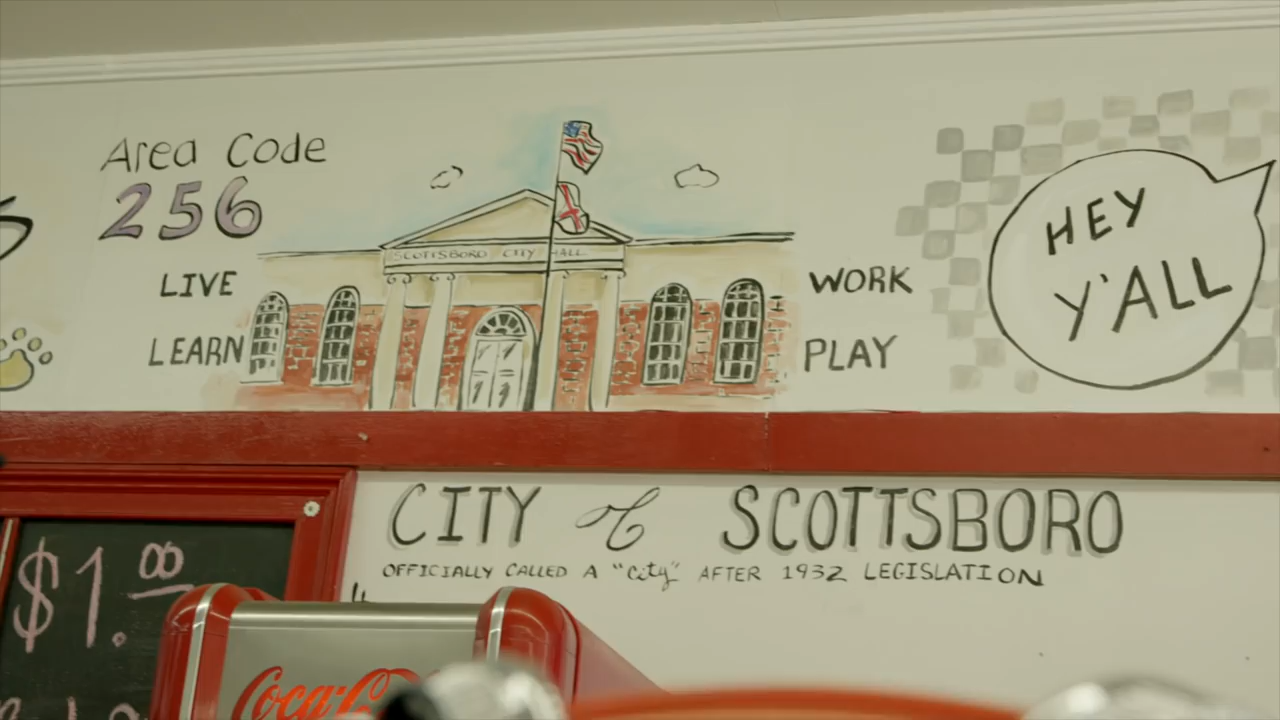 Area Code
256
LIVE
LEARN
SCOTTSBORO CITY HALL
WORK
PLAY
HEY
Y'ALL
CITY of SCOTTSBORO
OFFICIALLY CALLED A "City" AFTER 1932 LEGISLATION
$1.00
Coca-Co